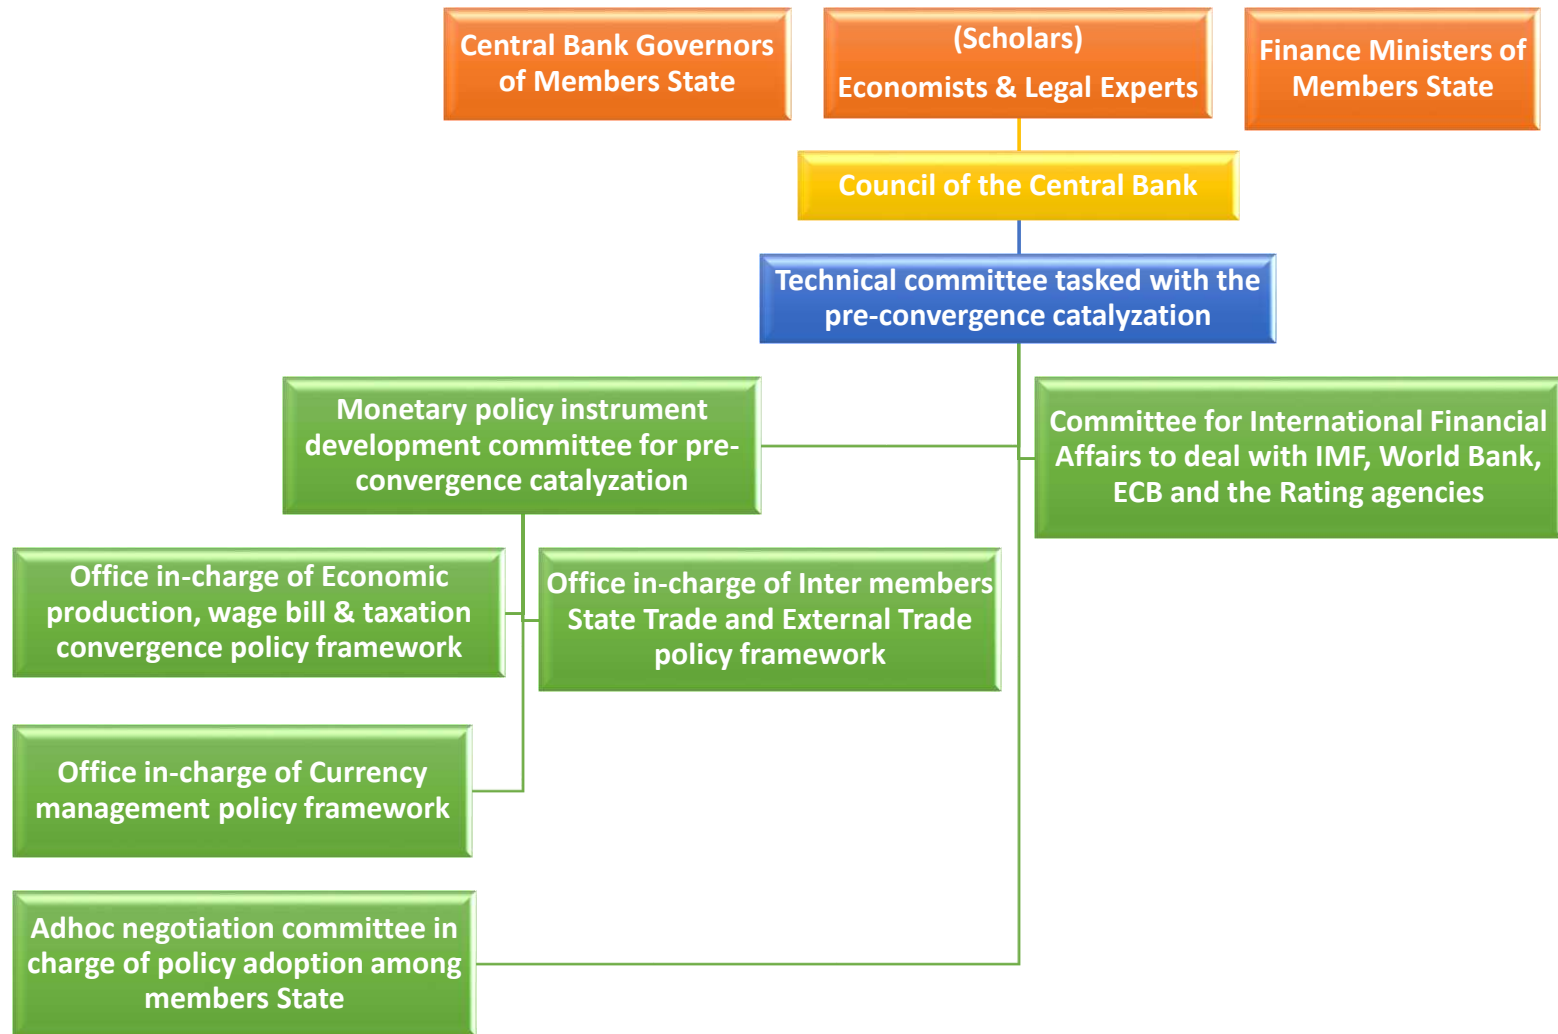 Central Bank Governors
of Members State
(Scholars)
Economists & Legal Experts
Finance Ministers of
Members State
Council of the Central Bank
Technical committee tasked with the
pre-convergence catalyzation
Monetary policy instrument
development committee for pre-
convergence catalyzation
Committee for International Financial
Affairs to deal with IMF, World Bank,
ECB and the Rating agencies
Office in-charge of Economic
production, wage bill & taxation
convergence policy framework
Office in-charge of Inter members
State Trade and External Trade
policy framework
Office in-charge of Currency
management policy framework
Adhoc negotiation committee in
charge of policy adoption among
members State